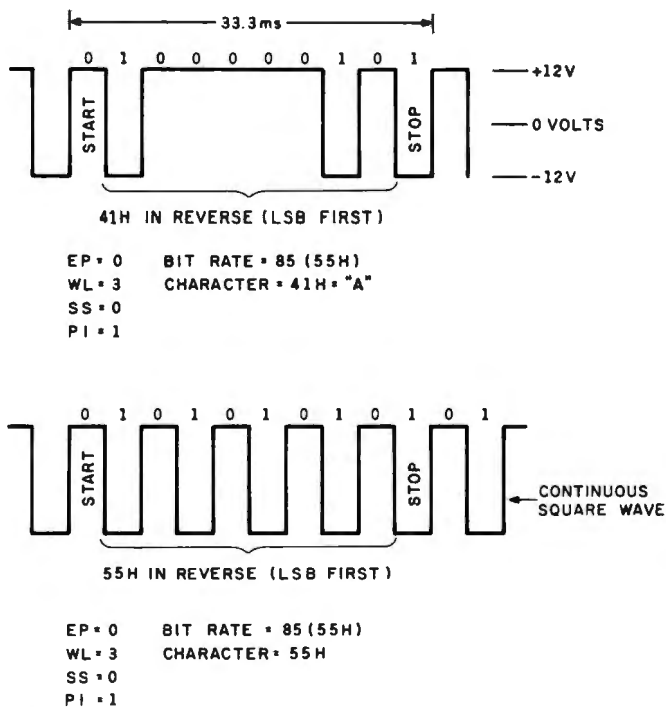 33.3ms
0 1 0 0 0 0 0 1 0 1
+12V
START
STOP
0 VOLTS
-12V
41H IN REVERSE (LSB FIRST)
EP = 0 BIT RATE = 85 (55H)
WL = 3 CHARACTER = 41H = "A"
SS = 0
PI = 1
0 1 0 1 0 1 0 1 0 1 0 1
START
STOP
CONTINUOUS
SQUARE WAVE
55H IN REVERSE (LSB FIRST)
EP = 0 BIT RATE = 85 (55H)
WL = 3 CHARACTER = 55H
SS = 0
PI = 1